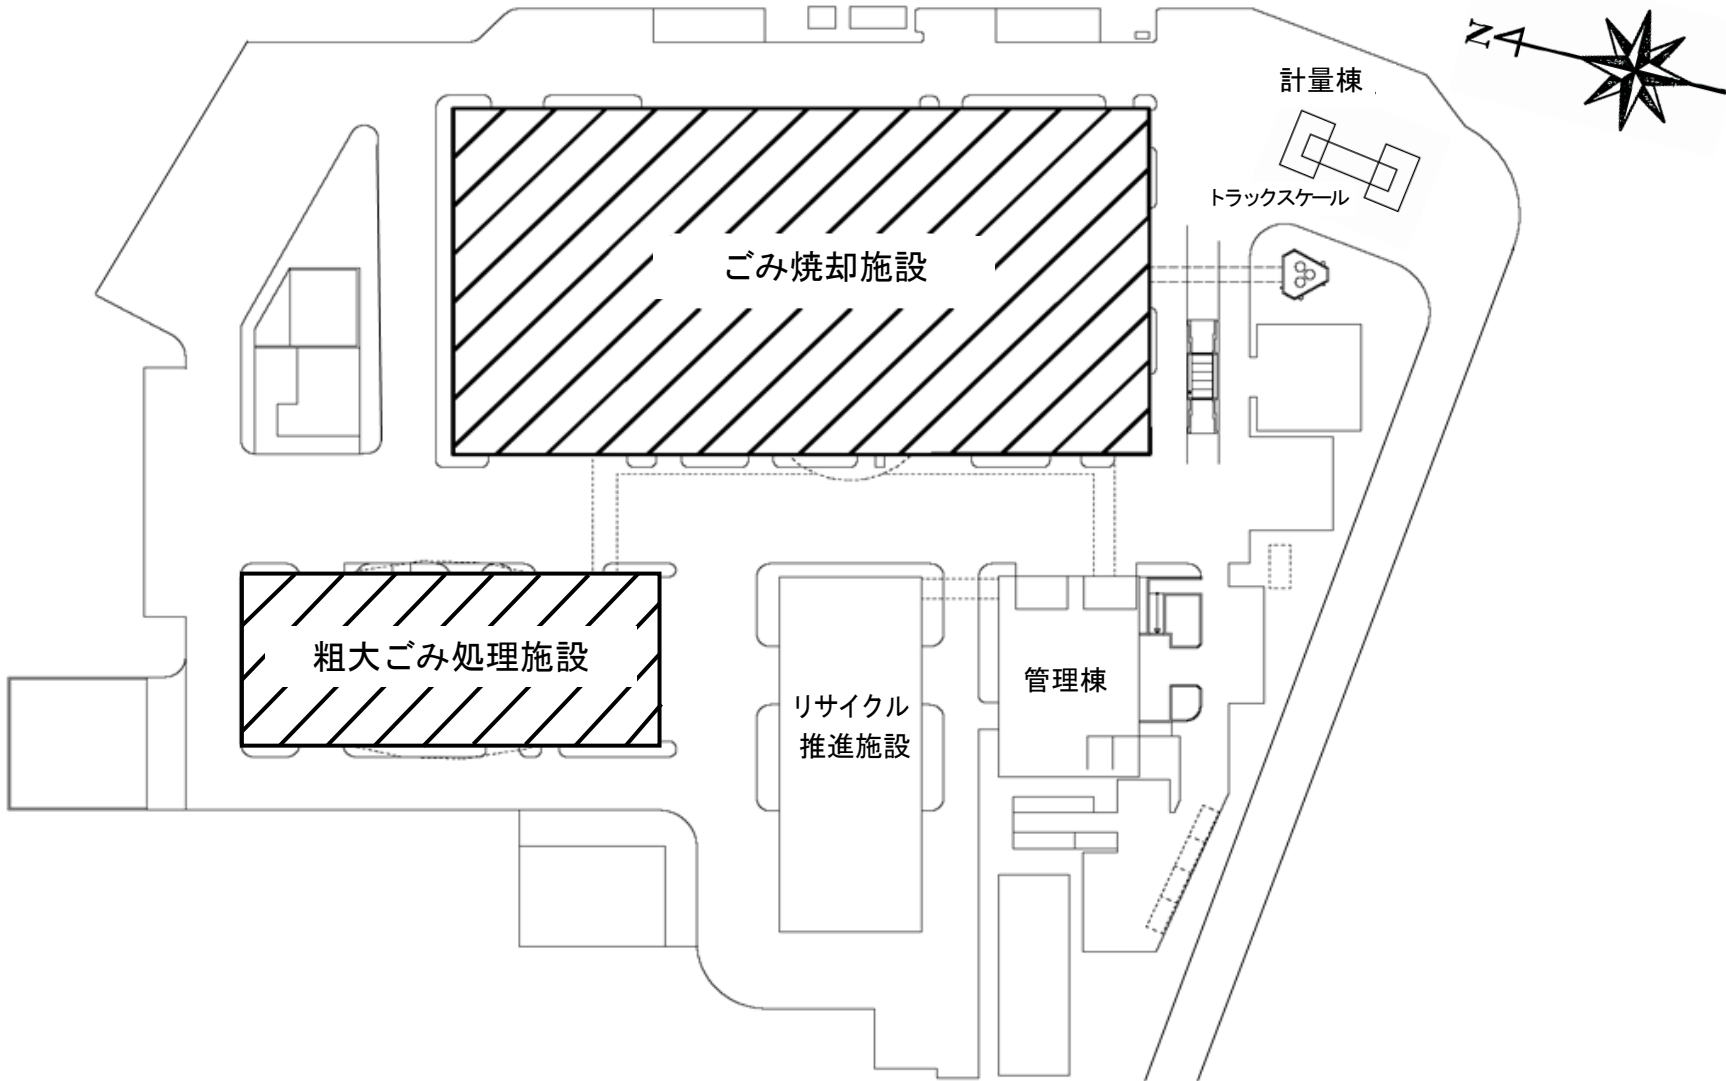 N
計量棟
トラックスケール
ごみ焼却施設
粗大ごみ処理施設
リサイクル
推進施設
管理棟